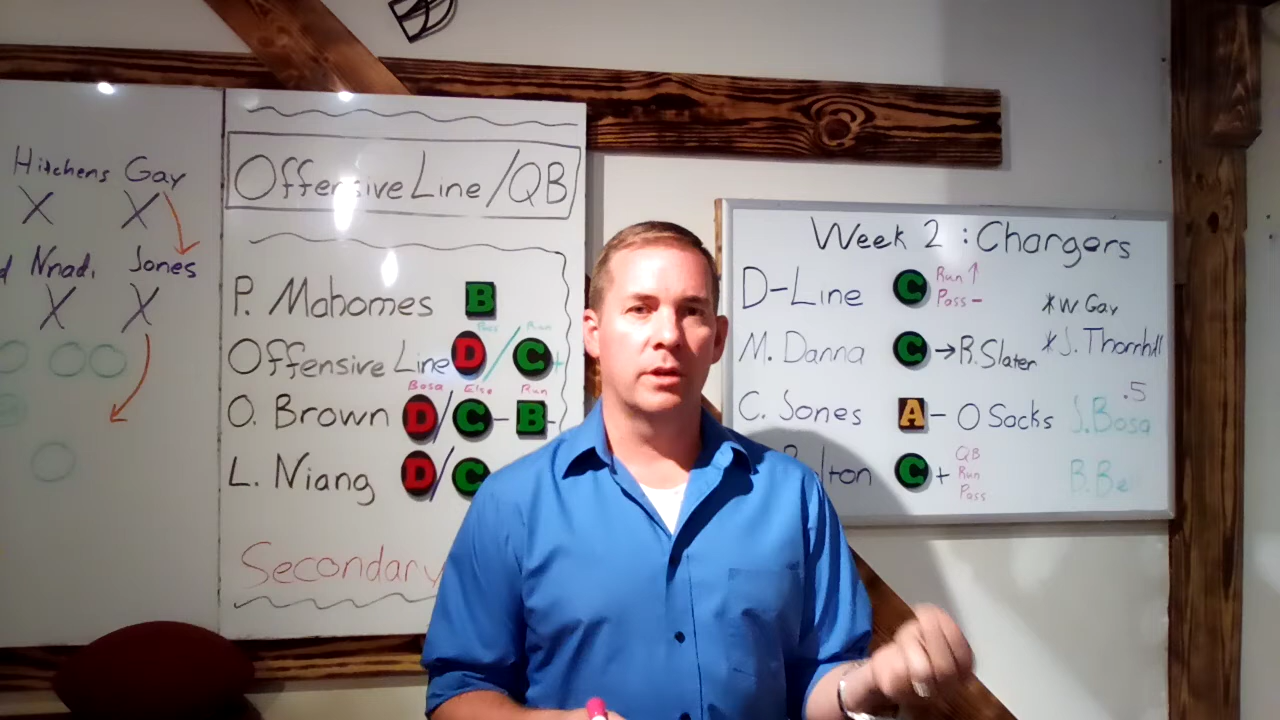 Hitchens Gay
X X
Nnadi Jones
X X
Offensive Line/QB
P. Mahomes B
Pass Run
Offensive Line D / C +
Bosa Else Run
O. Brown D / C - B -
L. Niang D / C
Secondary
Week 2 : Chargers
D-Line C Run ↑
Pass -
*W Gay
M. Danna C → R. Slater
*J. Thornhill
C. Jones A - 0 Sacks
.5
J. Bosa
C + QB
Run
Pass